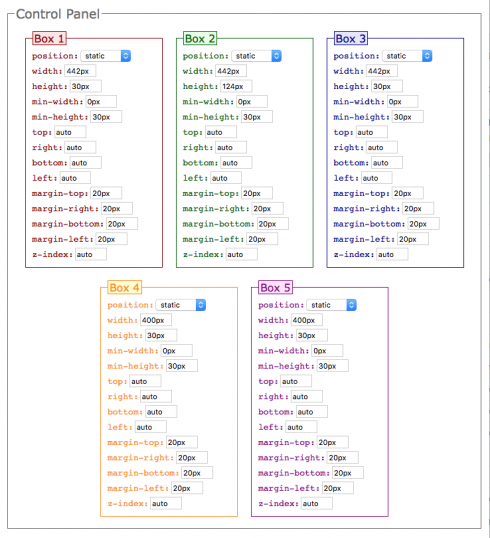 Control Panel
Box 1
position: static
width: 442px
height: 30px
min-width: 0px
min-height: 30px
top: auto
right: auto
bottom: auto
left: auto
margin-top: 20px
margin-right: 20px
margin-bottom: 20px
margin-left: 20px
z-index: auto
Box 2
position: static
width: 442px
height: 124px
min-width: 0px
min-height: 30px
top: auto
right: auto
bottom: auto
left: auto
margin-top: 20px
margin-right: 20px
margin-bottom: 20px
margin-left: 20px
z-index: auto
Box 3
position: static
width: 442px
height: 30px
min-width: 0px
min-height: 30px
top: auto
right: auto
bottom: auto
left: auto
margin-top: 20px
margin-right: 20px
margin-bottom: 20px
margin-left: 20px
z-index: auto
Box 4
position: static
width: 400px
height: 30px
min-width: 0px
min-height: 30px
top: auto
right: auto
bottom: auto
left: auto
margin-top: 20px
margin-right: 20px
margin-bottom: 20px
margin-left: 20px
z-index: auto
Box 5
position: static
width: 400px
height: 30px
min-width: 0px
min-height: 30px
top: auto
right: auto
bottom: auto
left: auto
margin-top: 20px
margin-right: 20px
margin-bottom: 20px
margin-left: 20px
z-index: auto